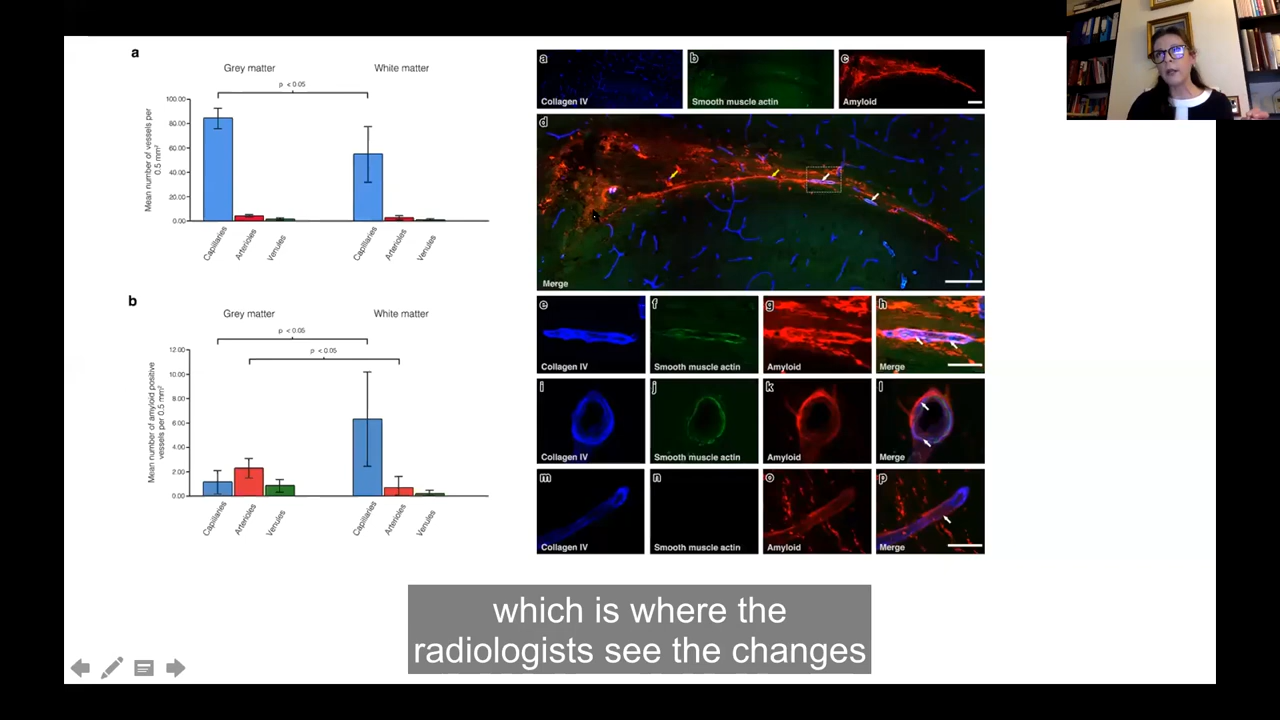 a
Grey matter
White matter
p < 0.05
Mean number of vessels per
0.5 mm²
100.00
80.00
60.00
40.00
20.00
0.00
Capillaries
Arterioles
Venules
Capillaries
Arterioles
Venules
b
Grey matter
White matter
p < 0.05
p < 0.05
Mean number of amyloid positive
vessels per 0.5 mm²
12.00
10.00
8.00
6.00
4.00
2.00
0.00
Capillaries
Arterioles
Venules
Capillaries
Arterioles
Venules
a
Collagen IV
b
Smooth muscle actin
c
Amyloid
d
Merge
e
Collagen IV
f
Smooth muscle actin
g
Amyloid
h
Merge
i
Collagen IV
j
Smooth muscle actin
k
Amyloid
l
Merge
m
Collagen IV
n
Smooth muscle actin
o
Amyloid
p
Merge
which is where the
radiologists see the changes